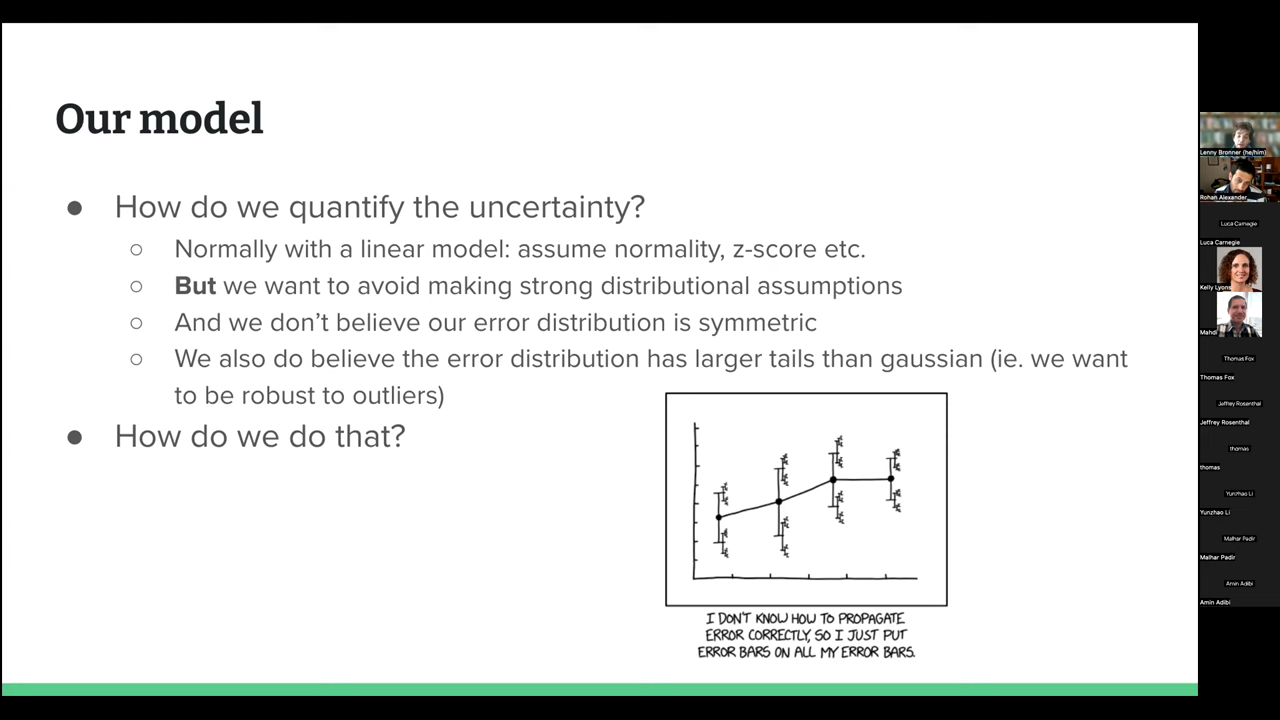 Our model
● How do we quantify the uncertainty?
○ Normally with a linear model: assume normality, z-score etc.
○ But we want to avoid making strong distributional assumptions
○ And we don’t believe our error distribution is symmetric
○ We also do believe the error distribution has larger tails than gaussian (ie. we want
to be robust to outliers)
● How do we do that?
I DON'T KNOW HOW TO PROPAGATE
ERROR CORRECTLY, SO I JUST PUT
ERROR BARS ON ALL MY ERROR BARS.
Lenny Bronner (he/him)
Rohan Alexander
Luca Carnegie
Luca Carnegie
Kelly Lyons
Mahdi
Thomas Fox
Thomas Fox
Jeffrey Rosenthal
Jeffrey Rosenthal
thomas
thomas
Yunzhao Li
Yunzhao Li
Malhar Padir
Malhar Padir
Amin Adibi
Amin Adibi